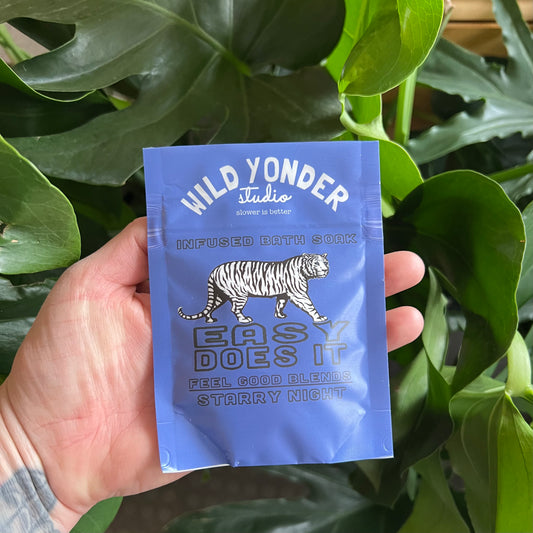 WILD YONDER
studio
slower is better
INFUSED BATH SOAK
EASY
DOES IT
FEEL GOOD BLENDS
STARRY NIGHT